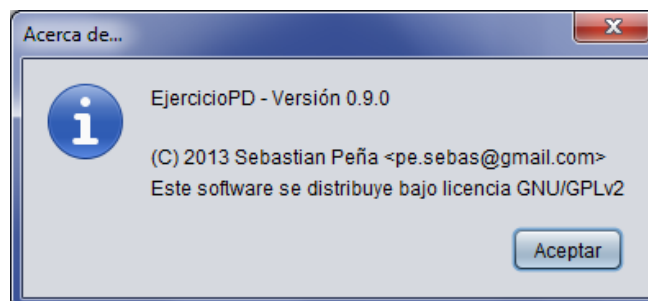 Acerca de...
EjercicioPD - Versión 0.9.0
(C) 2013 Sebastian Peña <pe.sebas@gmail.com>
Este software se distribuye bajo licencia GNU/GPLv2
Aceptar